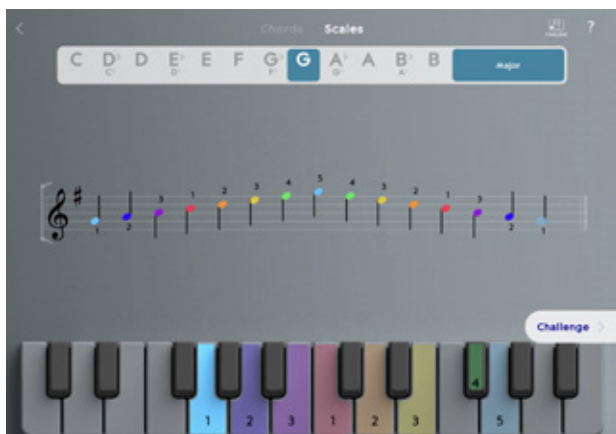 Chords Scales ?
C D♭ D E♭ E F G♭ G A♭ A B♭ B Major
C♯ D♯ F♯ G♯ A♯
3 1 2 3 4 5 4 3 2 1 3
1 2 2 1
Challenge
4
1 2 3 1 2 3 5